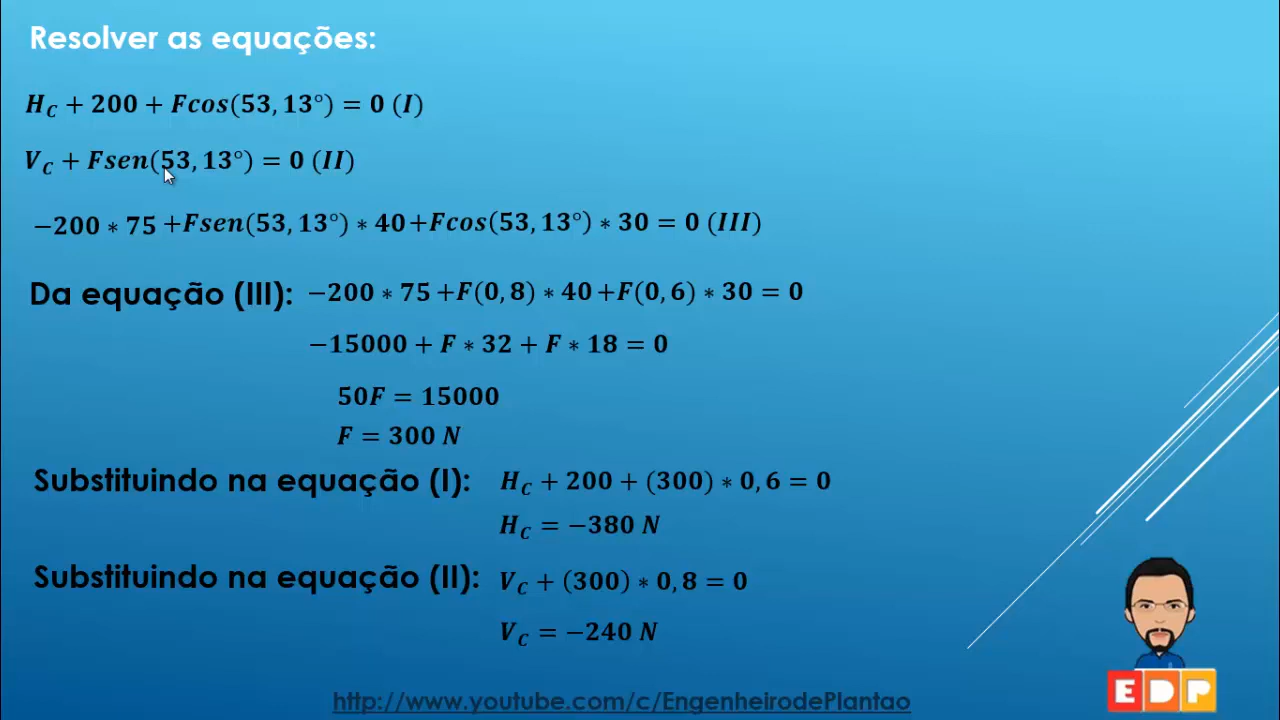 Resolver as equações:
H_C + 200 + Fcos(53,13°) = 0 (I)
V_C + Fsen(53,13°) = 0 (II)
−200 ∗ 75 +Fsen(53,13°) ∗ 40+Fcos(53,13°) ∗ 30 = 0 (III)
Da equação (III): −200 ∗ 75 +F(0,8) ∗ 40 +F(0,6) ∗ 30 = 0
−15000 + F ∗ 32 + F ∗ 18 = 0
50F = 15000
F = 300 N
Substituindo na equação (I): H_C + 200 + (300) ∗ 0,6 = 0
H_C = −380 N
Substituindo na equação (II): V_C + (300) ∗ 0,8 = 0
V_C = −240 N
http://www.youtube.com/c/EngenheirodePlantao
EDP